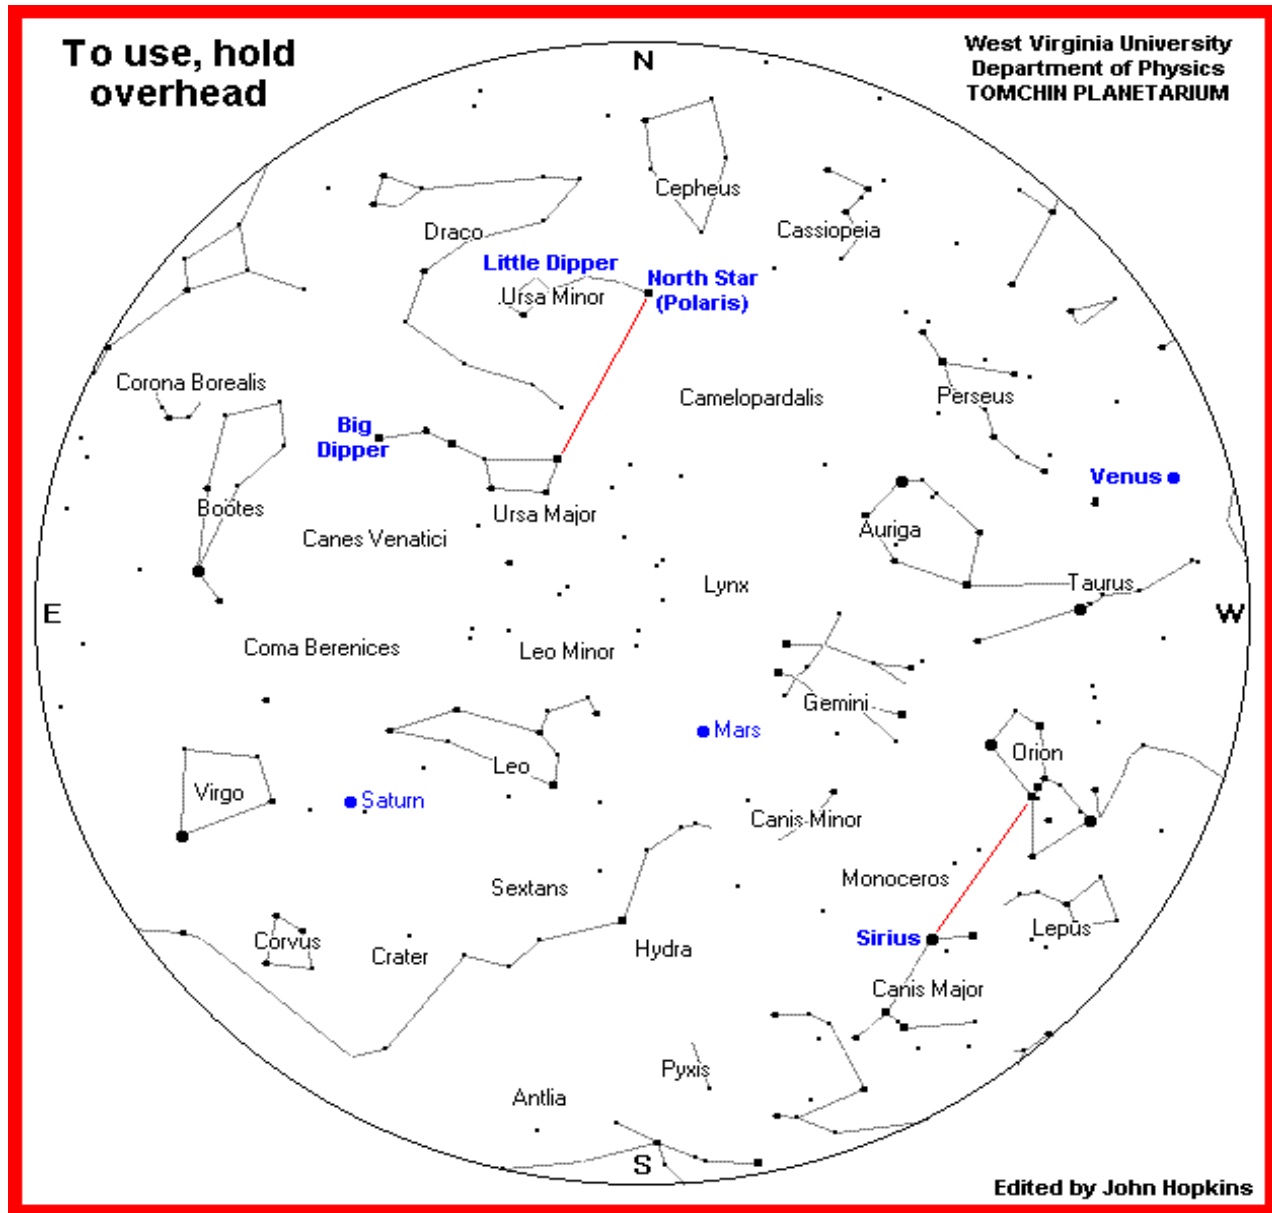 To use, hold
overhead
West Virginia University
Department of Physics
TOMCHIN PLANETARIUM
N
Cepheus
Cassiopeia
Draco
Little Dipper
Ursa Minor
North Star
(Polaris)
Corona Borealis
Camelopardalis
Perseus
Big
Dipper
Venus
Boötes
Ursa Major
Canes Venatici
Auriga
Lynx
Taurus
E
W
Coma Berenices
Leo Minor
Gemini
Mars
Orion
Leo
Virgo
Saturn
Canis Minor
Monoceros
Sextans
Lepus
Sirius
Corvus
Crater
Hydra
Canis Major
Pyxis
Antlia
S
Edited by John Hopkins